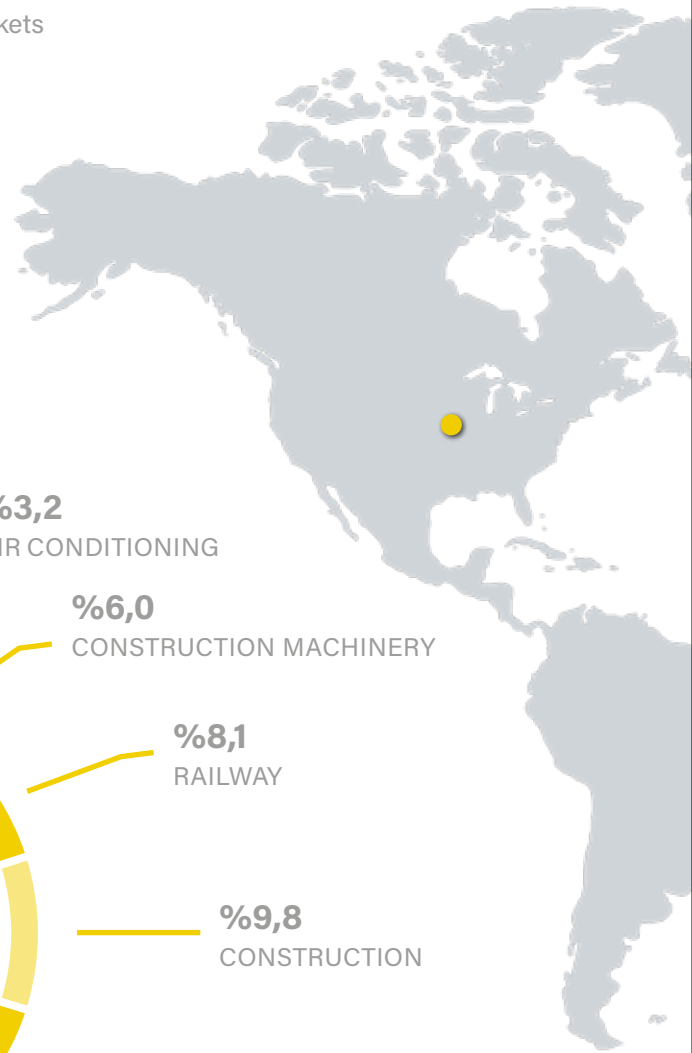 kets
%3,2
IR CONDITIONING
%6,0
CONSTRUCTION MACHINERY
%8,1
RAILWAY
%9,8
CONSTRUCTION